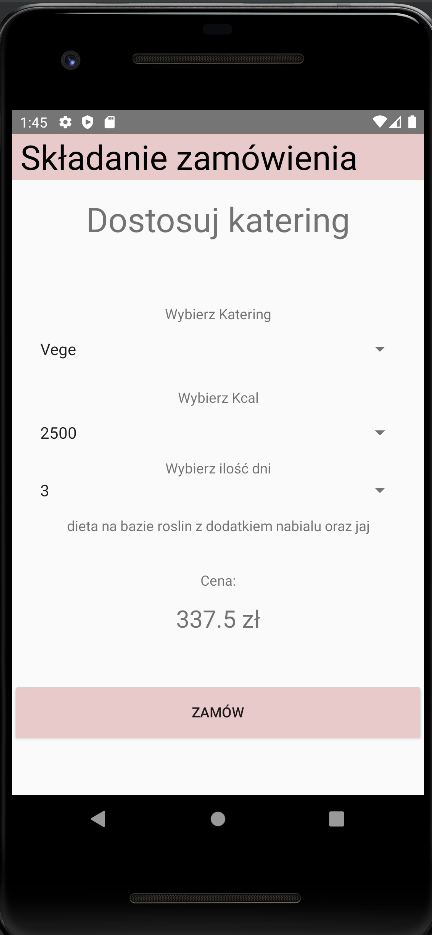 1:45
Składanie zamówienia
Dostosuj katering
Wybierz Katering
Vege
Wybierz Kcal
2500
Wybierz ilość dni
3
dieta na bazie roslin z dodatkiem nabialu oraz jaj
Cena:
337.5 zł
ZAMÓW